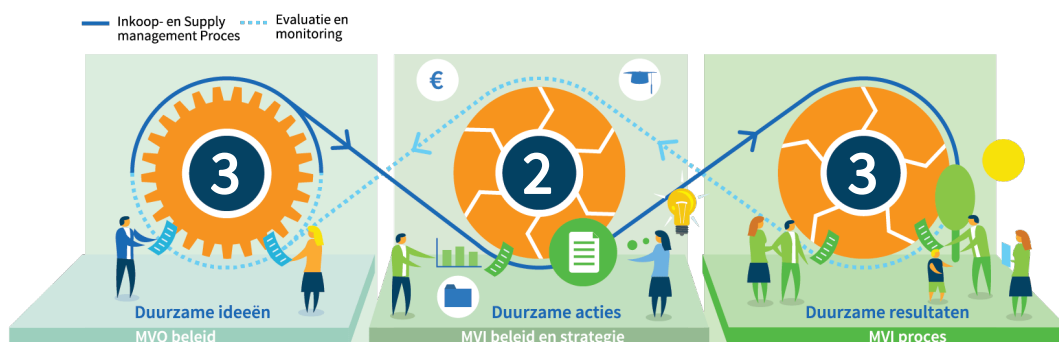 Inkoop- en Supply
management Proces
Evaluatie en
monitoring
€
3
2
3
Duurzame ideeën
Duurzame acties
Duurzame resultaten
MVO beleid
MVI beleid en strategie
MVI proces